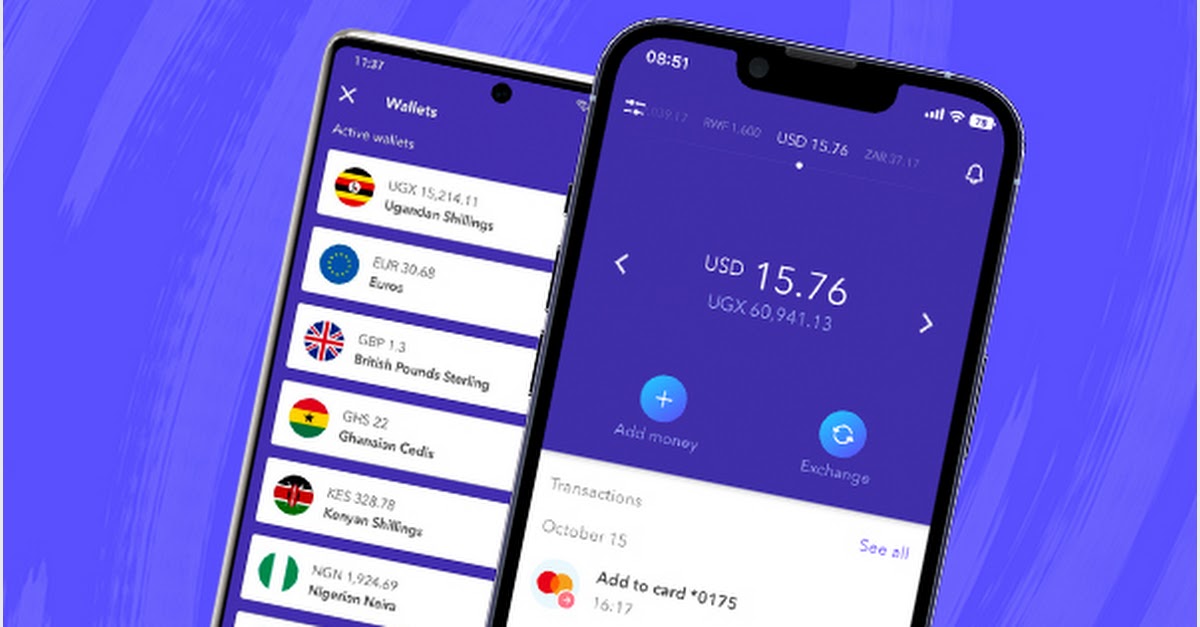 11:37
Wallets
Active wallets
UGX 15,214.11
Ugandan Shillings
EUR 30.68
Euros
GBP 1.3
British Pounds Sterling
GHS 22
Ghanaian Cedis
KES 328.78
Kenyan Shillings
NGN 1,924.69
Nigerian Naira
08:51
78
.039.17 RWF 1,600 USD 15.76 ZAR 37.17
USD 15.76
UGX 60,941.13
Add money
Exchange
Transactions
October 15
See all
Add to card *0175
16:17